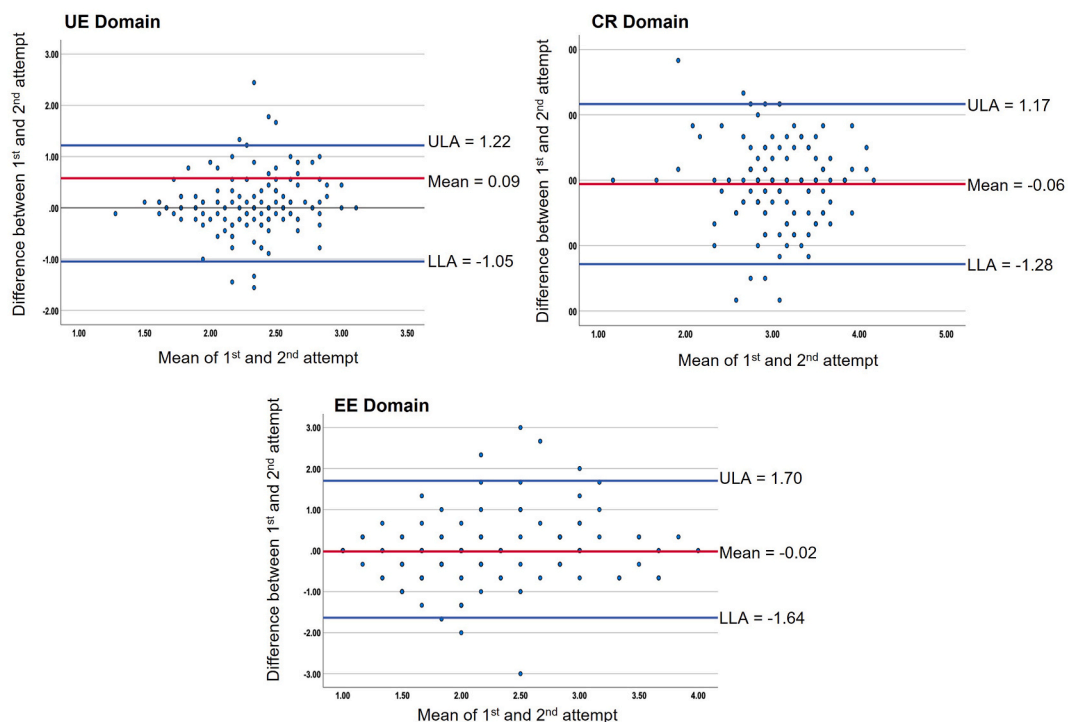 UE Domain
Difference between 1st and 2nd attempt
3.00
2.00
1.00
.00
-1.00
-2.00
ULA = 1.22
Mean = 0.09
LLA = -1.05
1.00 1.50 2.00 2.50 3.00 3.50
Mean of 1st and 2nd attempt
CR Domain
Difference between 1st and 2nd attempt
00
00
00
00
00
ULA = 1.17
Mean = -0.06
LLA = -1.28
1.00 2.00 3.00 4.00 5.00
Mean of 1st and 2nd attempt
EE Domain
Difference between 1st and 2nd attempt
3.00
2.00
1.00
.00
-1.00
-2.00
-3.00
ULA = 1.70
Mean = -0.02
LLA = -1.64
1.00 1.50 2.00 2.50 3.00 3.50 4.00
Mean of 1st and 2nd attempt